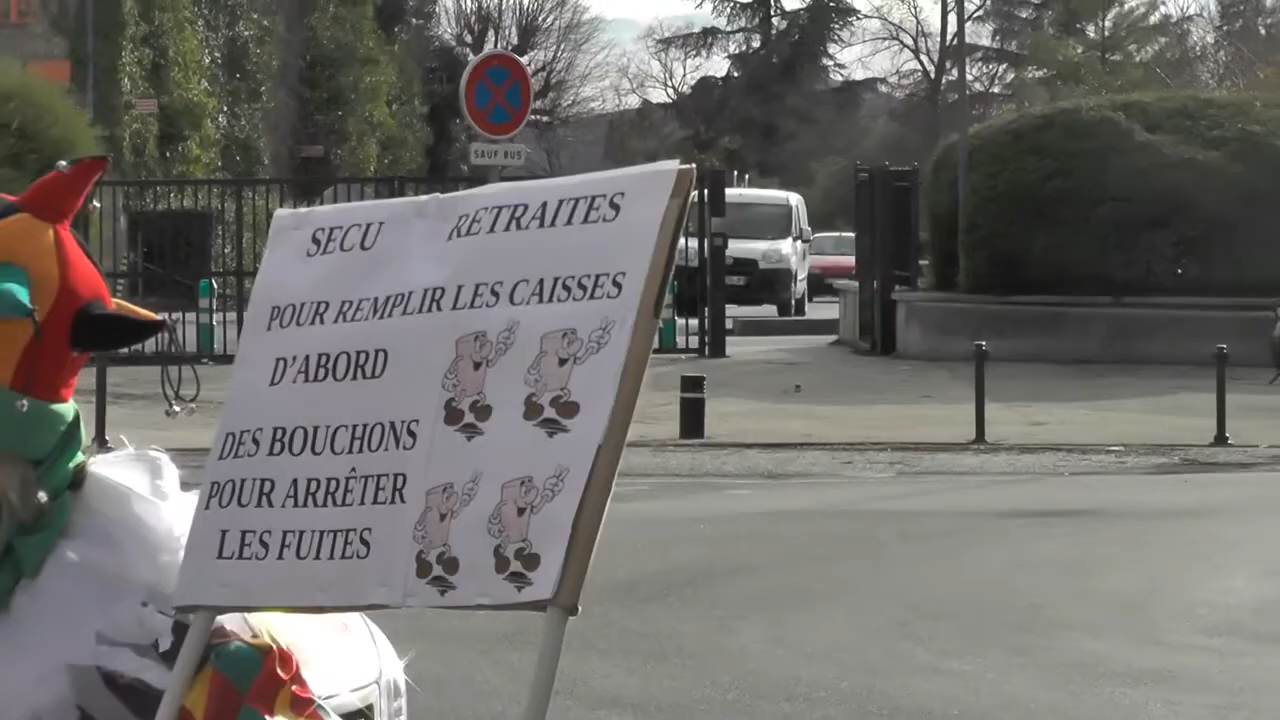 SAUF BUS
SECU RETRAITES
POUR REMPLIR LES CAISSES
D'ABORD
DES BOUCHONS
POUR ARRÊTER
LES FUITES